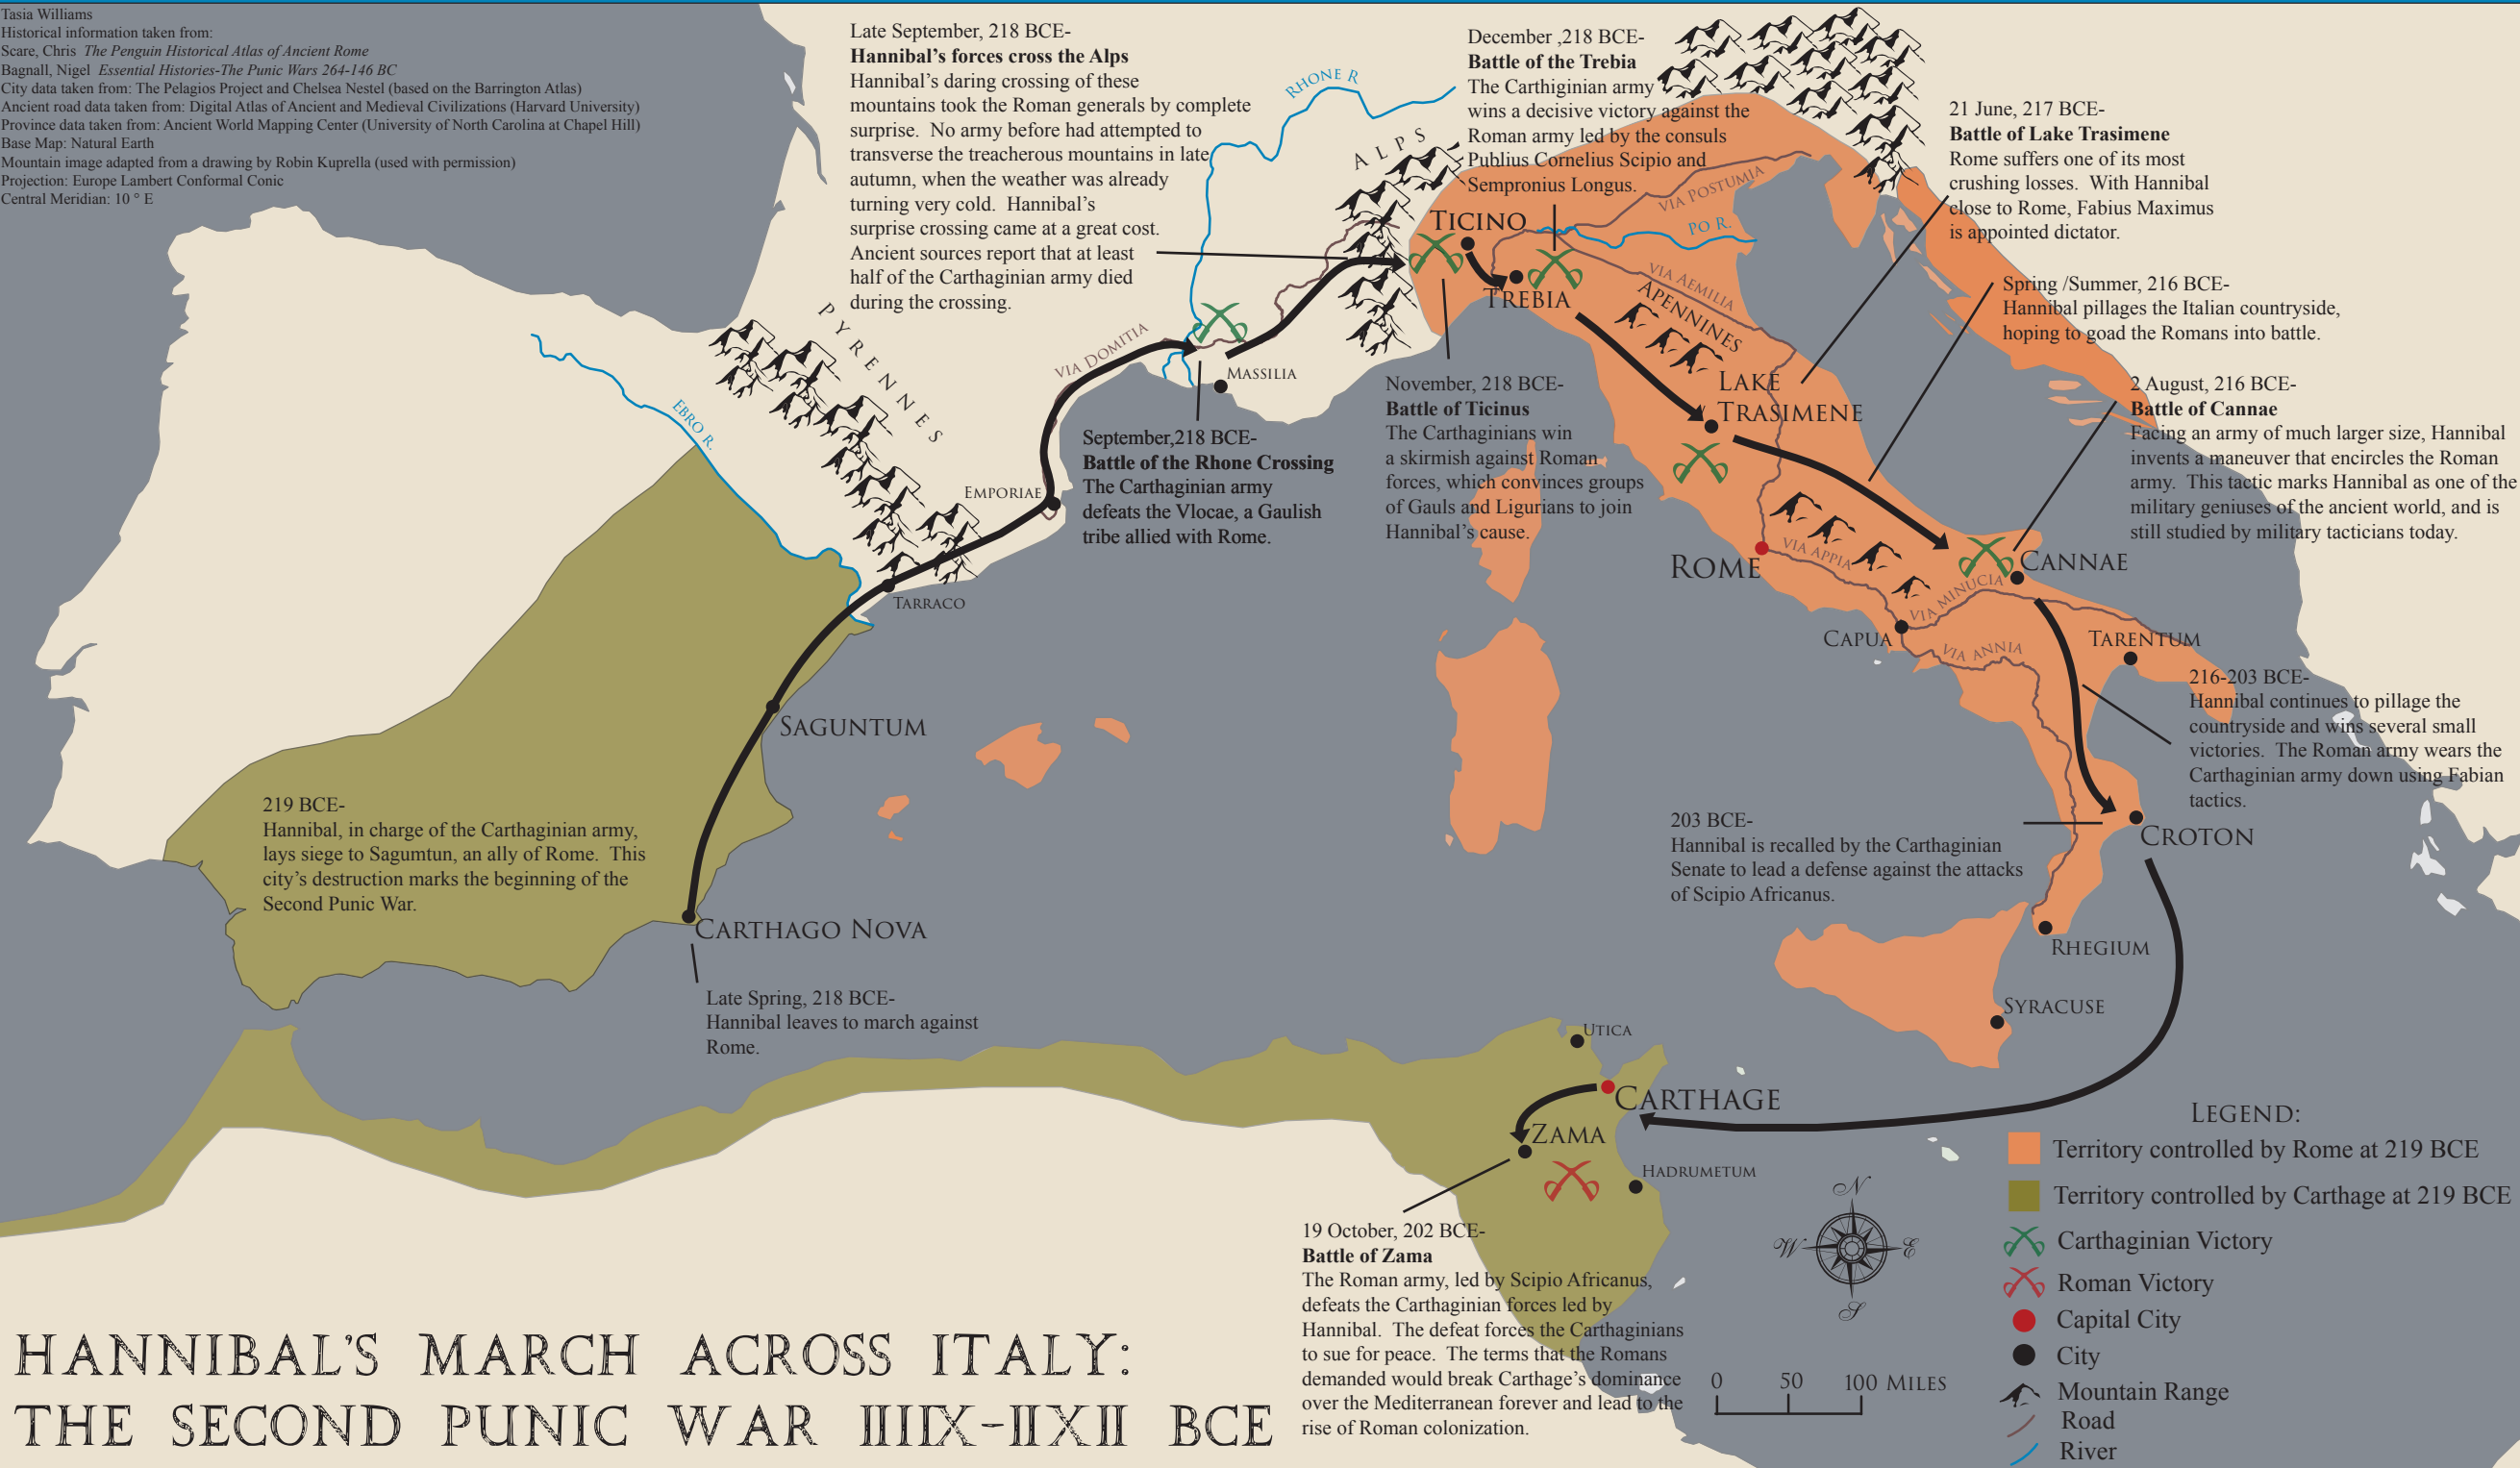 Tasia Williams
Historical information taken from:
Scare, Chris The Penguin Historical Atlas of Ancient Rome
Bagnall, Nigel Essential Histories-The Punic Wars 264-146 BC
City data taken from: The Pelagios Project and Chelsea Nestel (based on the Barrington Atlas)
Ancient road data taken from: Digital Atlas of Ancient and Medieval Civilizations (Harvard University)
Province data taken from: Ancient World Mapping Center (University of North Carolina at Chapel Hill)
Base Map: Natural Earth
Mountain image adapted from a drawing by Robin Kuprella (used with permission)
Projection: Europe Lambert Conformal Conic
Central Meridian: 10 ° E
Late September, 218 BCE-
Hannibal's forces cross the Alps
Hannibal's daring crossing of these
mountains took the Roman generals by complete
surprise. No army before had attempted to
transverse the treacherous mountains in late
autumn, when the weather was already
turning very cold. Hannibal's
surprise crossing came at a great cost.
Ancient sources report that at least
half of the Carthaginian army died
during the crossing.
RHONE R
ALPS
December ,218 BCE-
Battle of the Trebia
The Carthiginian army
wins a decisive victory against the
Roman army led by the consuls
Publius Cornelius Scipio and
Sempronius Longus.
21 June, 217 BCE-
Battle of Lake Trasimene
Rome suffers one of its most
crushing losses. With Hannibal
close to Rome, Fabius Maximus
is appointed dictator.
VIA POSTUMIA
PO R.
TICINO
TREBIA
VIA AEMILIA
APENNINES
Spring /Summer, 216 BCE-
Hannibal pillages the Italian countryside,
hoping to goad the Romans into battle.
PYRENNES
EBRO R.
VIA DOMITIA
MASSILIA
EMPORIAE
TARRACO
September,218 BCE-
Battle of the Rhone Crossing
The Carthaginian army
defeats the Vlocae, a Gaulish
tribe allied with Rome.
November, 218 BCE-
Battle of Ticinus
The Carthaginians win
a skirmish against Roman
forces, which convinces groups
of Gauls and Ligurians to join
Hannibal's cause.
LAKE
TRASIMENE
2 August, 216 BCE-
Battle of Cannae
Facing an army of much larger size, Hannibal
invents a maneuver that encircles the Roman
army. This tactic marks Hannibal as one of the
military geniuses of the ancient world, and is
still studied by military tacticians today.
ROME
VIA APPIA
CANNAE
VIA MINUCIA
CAPUA
VIA ANNIA
TARENTUM
216-203 BCE-
Hannibal continues to pillage the
countryside and wins several small
victories. The Roman army wears the
Carthaginian army down using Fabian
tactics.
SAGUNTUM
219 BCE-
Hannibal, in charge of the Carthaginian army,
lays siege to Sagumtun, an ally of Rome. This
city's destruction marks the beginning of the
Second Punic War.
CARTHAGO NOVA
Late Spring, 218 BCE-
Hannibal leaves to march against
Rome.
203 BCE-
Hannibal is recalled by the Carthaginian
Senate to lead a defense against the attacks
of Scipio Africanus.
CROTON
RHEGIUM
SYRACUSE
UTICA
CARTHAGE
ZAMA
HADRUMETUM
19 October, 202 BCE-
Battle of Zama
The Roman army, led by Scipio Africanus,
defeats the Carthaginian forces led by
Hannibal. The defeat forces the Carthaginians
to sue for peace. The terms that the Romans
demanded would break Carthage's dominance
over the Mediterranean forever and lead to the
rise of Roman colonization.
N
W E
S
0 50 100 MILES
LEGEND:
Territory controlled by Rome at 219 BCE
Territory controlled by Carthage at 219 BCE
Carthaginian Victory
Roman Victory
Capital City
City
Mountain Range
Road
River
HANNIBAL'S MARCH ACROSS ITALY:
THE SECOND PUNIC WAR IIIIIX-IIXII BCE